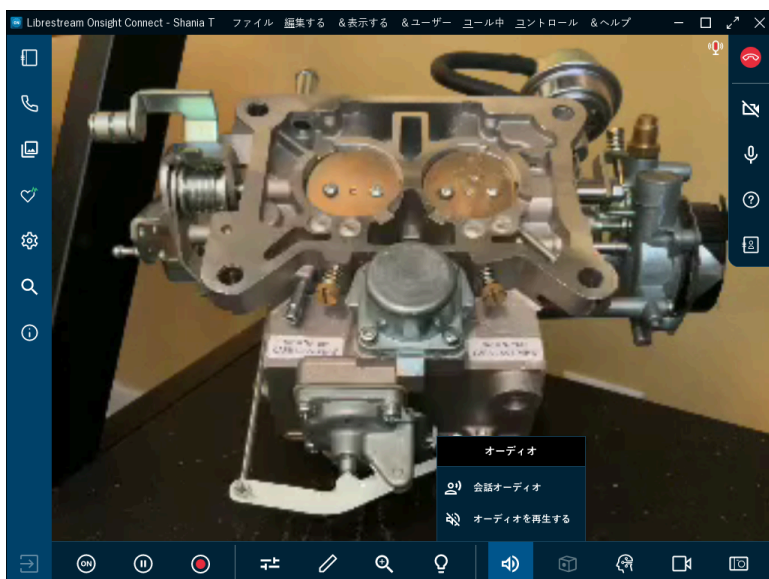 ON Librestream Onsight Connect - Shania T ファイル 編集する &表示する &ユーザー コール中 コントロール &ヘルプ
オーディオ
会話オーディオ
オーディオを再生する
ON